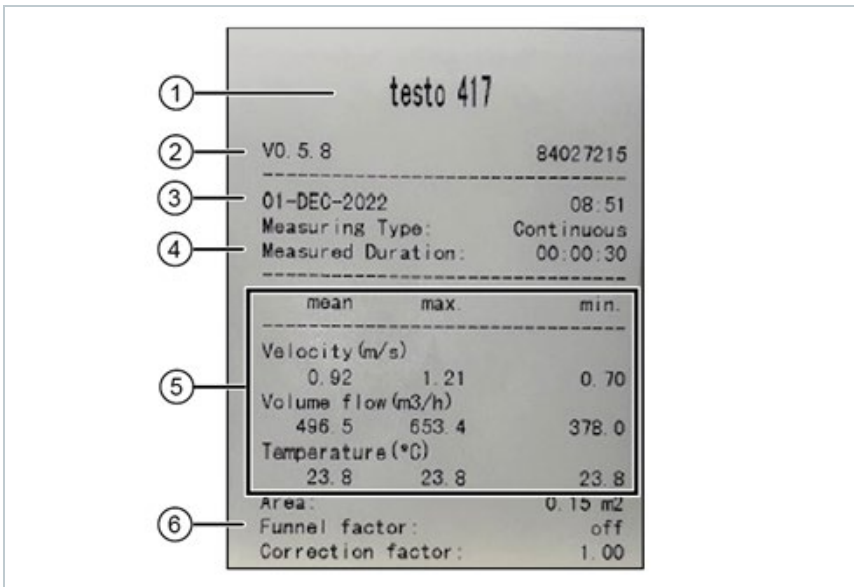 testo 417
V0.5.8 84027215
01-DEC-2022 08:51
Measuring Type: Continuous
Measured Duration: 00:00:30
mean max. min.
Velocity(m/s)
0.92 1.21 0.70
Volume flow(m3/h)
496.5 653.4 378.0
Temperature(°C)
23.8 23.8 23.8
Area: 0.15 m2
Funnel factor: off
Correction factor: 1.00
1
2
3
4
5
6